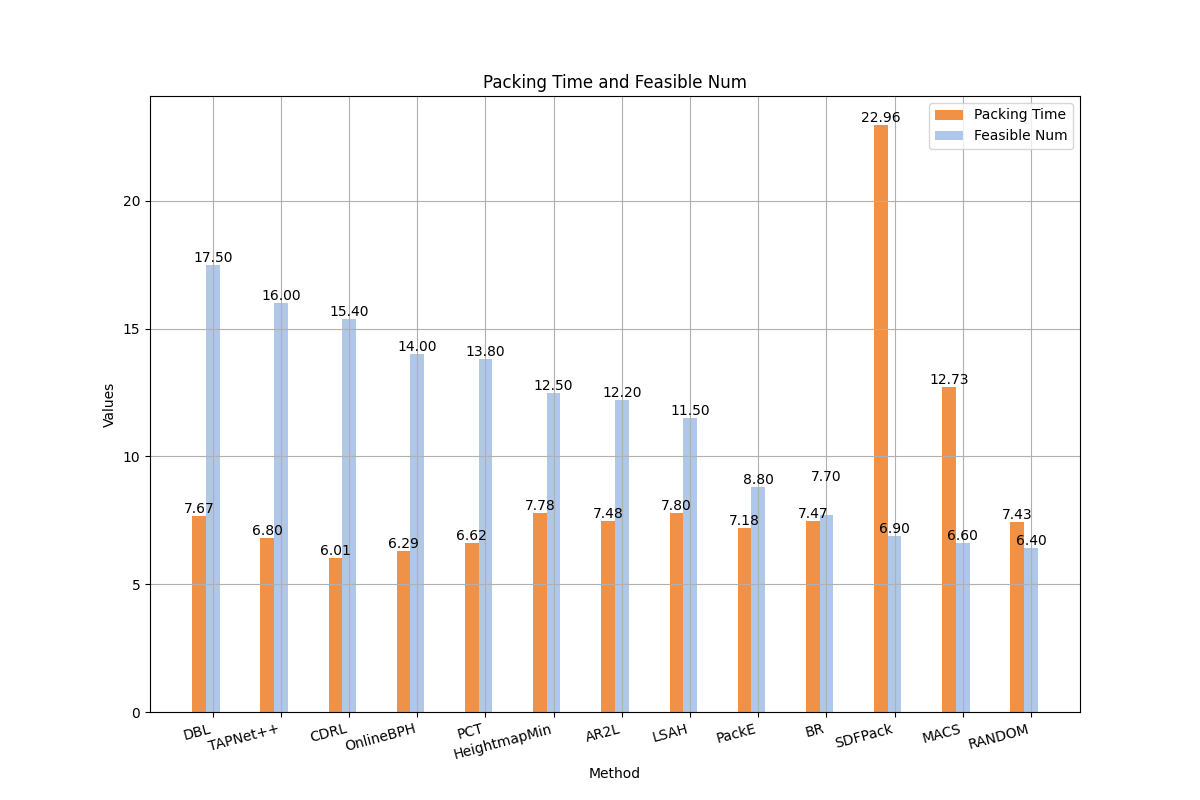 Packing Time and Feasible Num
Packing Time
Feasible Num
Values
20
15
10
5
0
7.67
17.50
6.80
16.00
6.01
15.40
6.29
14.00
6.62
13.80
7.78
12.50
7.48
12.20
7.80
11.50
7.18
8.80
7.47
7.70
22.96
6.90
12.73
6.60
7.43
6.40
DBL
TAPNet++
CDRL
OnlineBPH
PCT
HeightmapMin
AR2L
LSAH
PackE
BR
SDFPack
MACS
RANDOM
Method